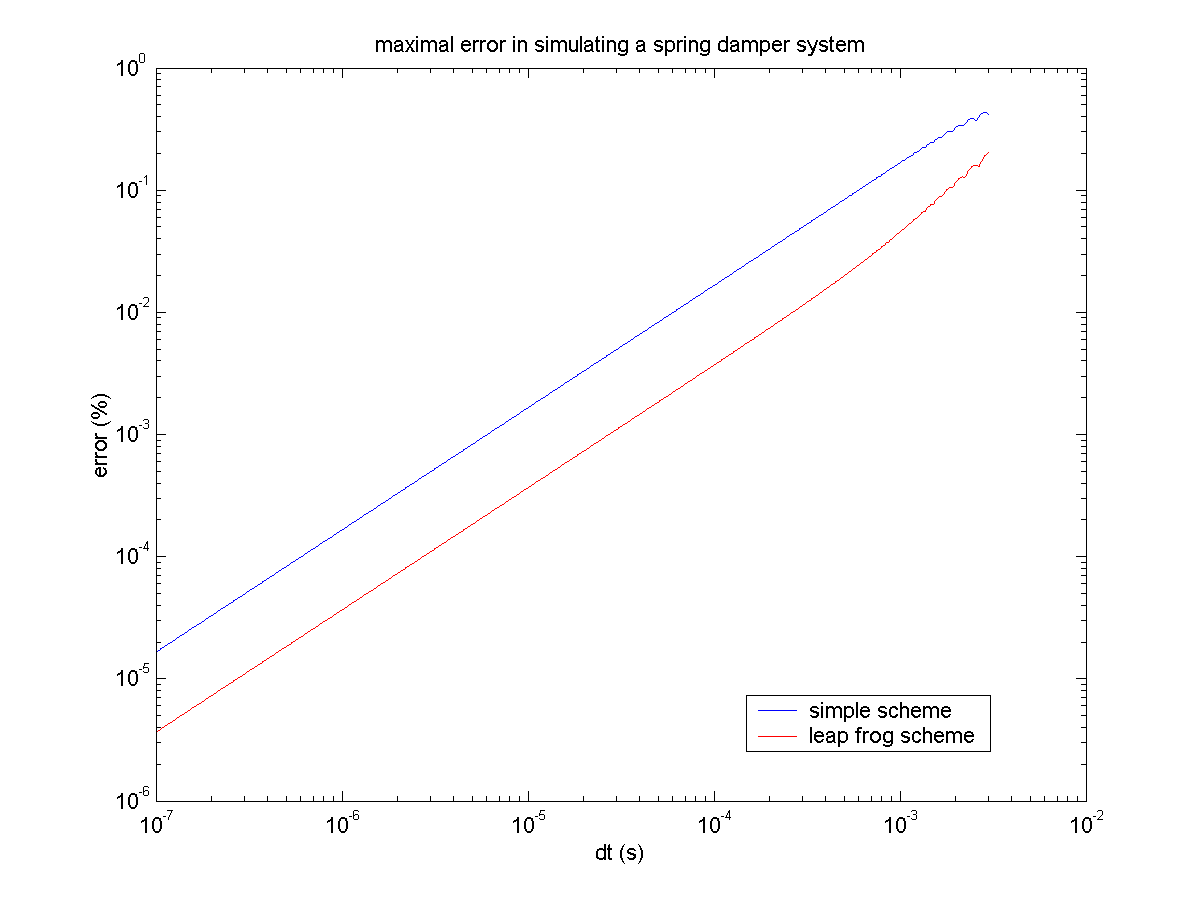 maximal error in simulating a spring damper system
10^0
10^-1
10^-2
10^-3
10^-4
10^-5
10^-6
error (%)
simple scheme
leap frog scheme
10^-7
10^-6
10^-5
10^-4
10^-3
10^-2
dt (s)